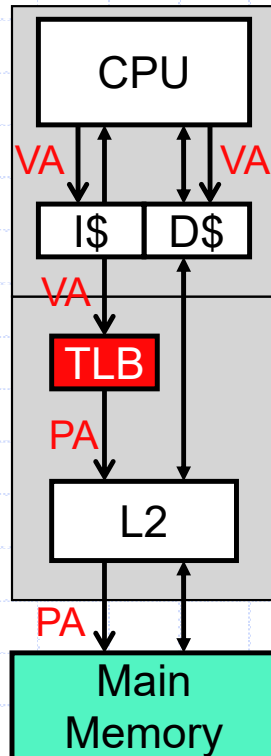 CPU
VA VA
I$ D$
VA
TLB
PA
L2
PA
Main
Memory